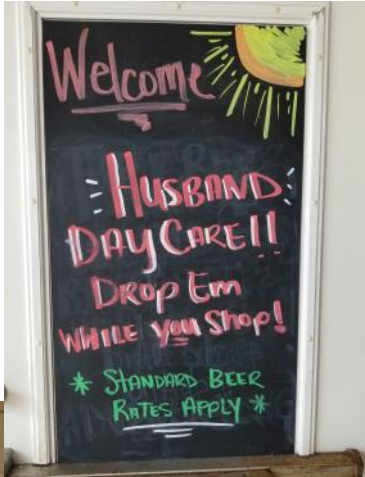 Welcome
HUSBAND
DAY CARE!!
DROP Em
WHILE you Shop!
* STANDARD BEER
RATES APPLY *